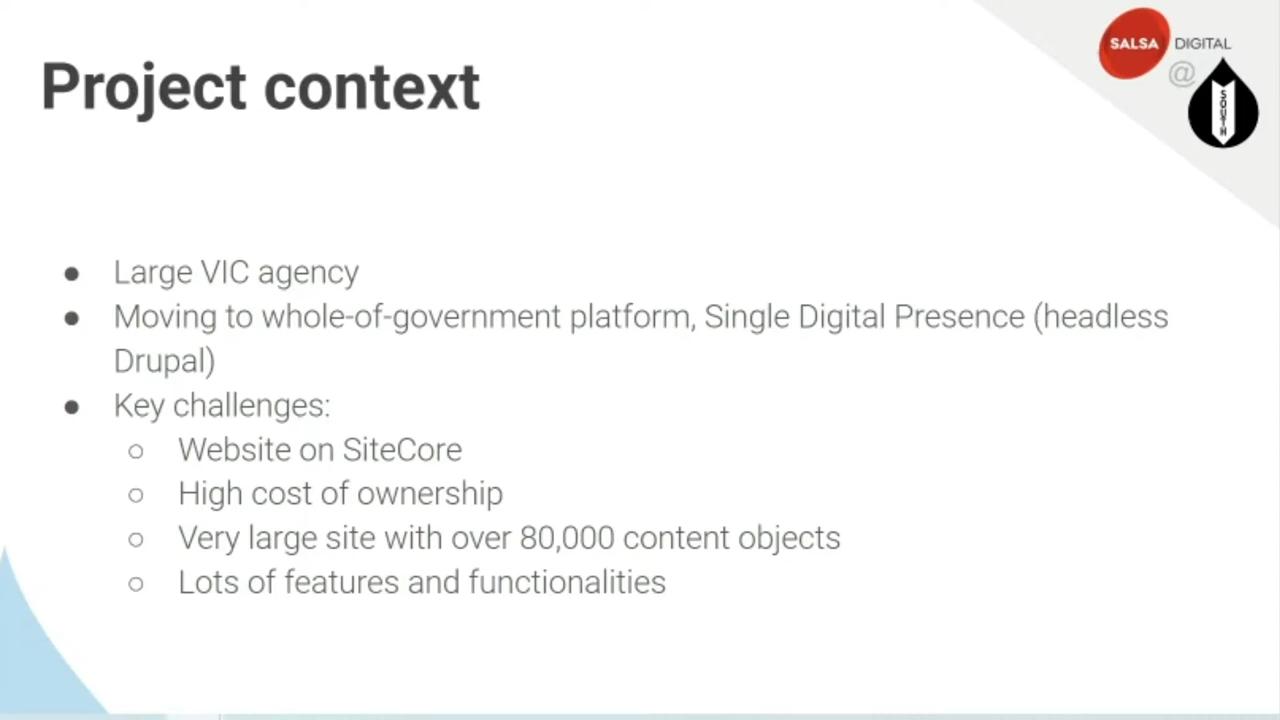 SALSA DIGITAL
@
SOUTH
Project context
● Large VIC agency
● Moving to whole-of-government platform, Single Digital Presence (headless
Drupal)
● Key challenges:
○ Website on SiteCore
○ High cost of ownership
○ Very large site with over 80,000 content objects
○ Lots of features and functionalities